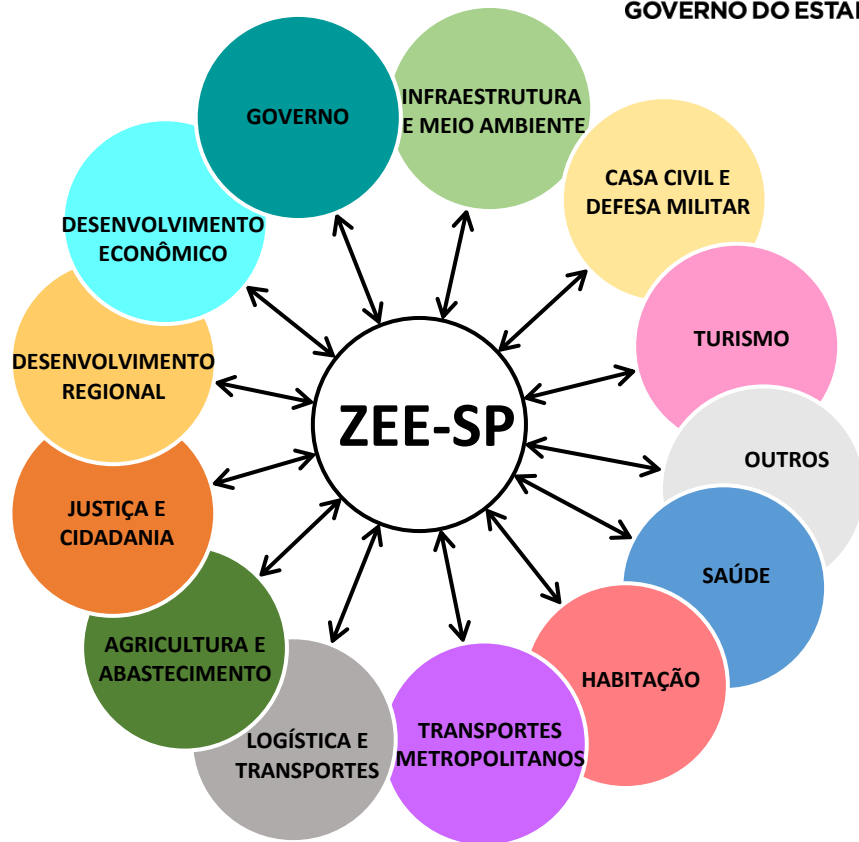 GOVERNO DO ESTA
GOVERNO
INFRAESTRUTURA
E MEIO AMBIENTE
CASA CIVIL E
DEFESA MILITAR
TURISMO
OUTROS
SAÚDE
HABITAÇÃO
TRANSPORTES
METROPOLITANOS
LOGÍSTICA E
TRANSPORTES
AGRICULTURA E
ABASTECIMENTO
JUSTIÇA E
CIDADANIA
DESENVOLVIMENTO
REGIONAL
DESENVOLVIMENTO
ECONÔMICO
ZEE-SP